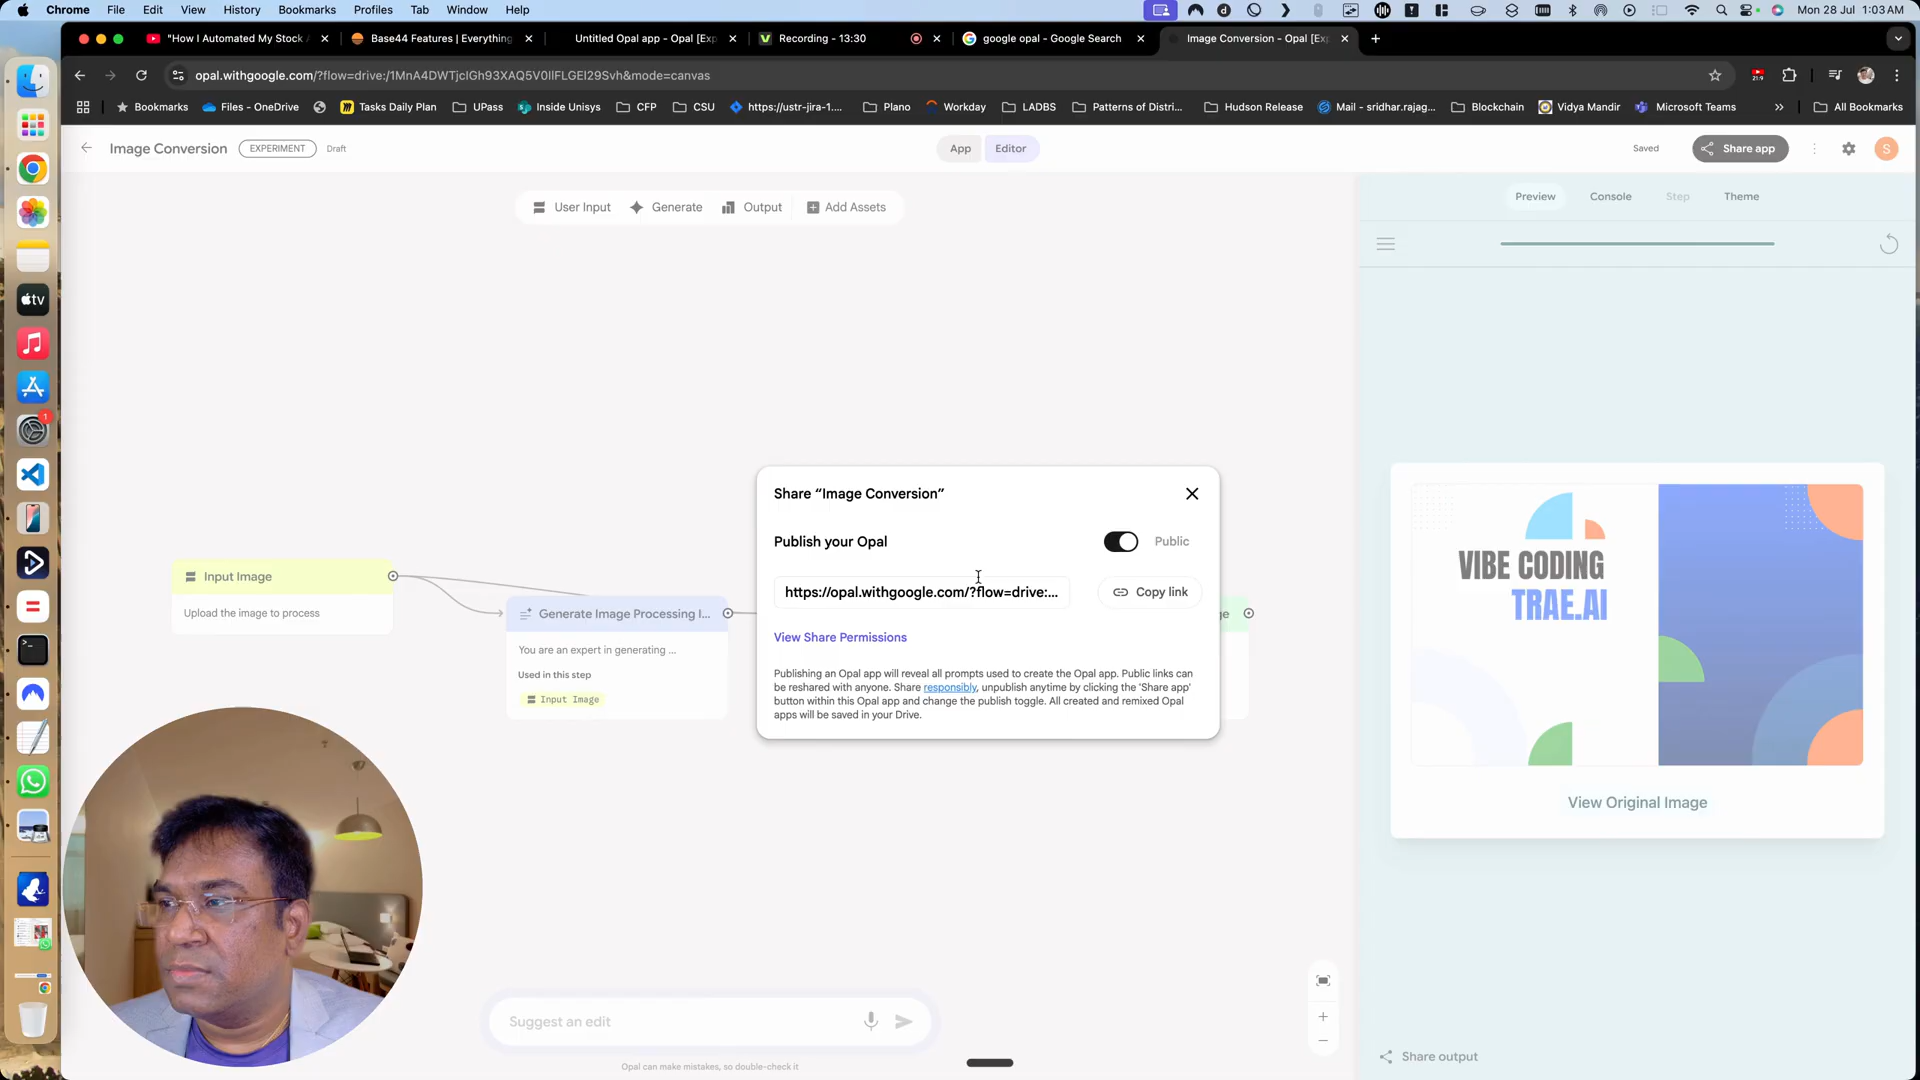 Chrome File Edit View History Bookmarks Profiles Tab Window Help
Mon 28 Jul 1:03 AM
"How I Automated My Stock
Base44 Features | Everything
Untitled Opal app - Opal [Exp
Recording - 13:30
google opal - Google Search
Image Conversion - Opal [Exp
opal.withgoogle.com/?flow=drive:/1MnA4DWTjcIGh93XAQ5V0IlFLGEl29Svh&mode=canvas
21:9
Bookmarks
Files - OneDrive
Tasks Daily Plan
UPass
Inside Unisys
CFP
CSU
https://ustr-jira-1....
Plano
Workday
LADBS
Patterns of Distri...
Hudson Release
Mail - sridhar.rajag...
Blockchain
Vidya Mandir
Microsoft Teams
All Bookmarks
Image Conversion
EXPERIMENT
Draft
App
Editor
Saved
Share app
S
User Input
Generate
Output
Add Assets
Preview
Console
Step
Theme
tv
1
Input Image
Upload the image to process
Generate Image Processing I...
You are an expert in generating ...
Used in this step
Input Image
ge
Share “Image Conversion”
Publish your Opal
Public
https://opal.withgoogle.com/?flow=drive:...
Copy link
View Share Permissions
Publishing an Opal app will reveal all prompts used to create the Opal app. Public links can
be reshared with anyone. Share responsibly, unpublish anytime by clicking the 'Share app'
button within this Opal app and change the publish toggle. All created and remixed Opal
apps will be saved in your Drive.
VIBE CODING
TRAE.AI
View Original Image
Suggest an edit
Opal can make mistakes, so double-check it
Share output